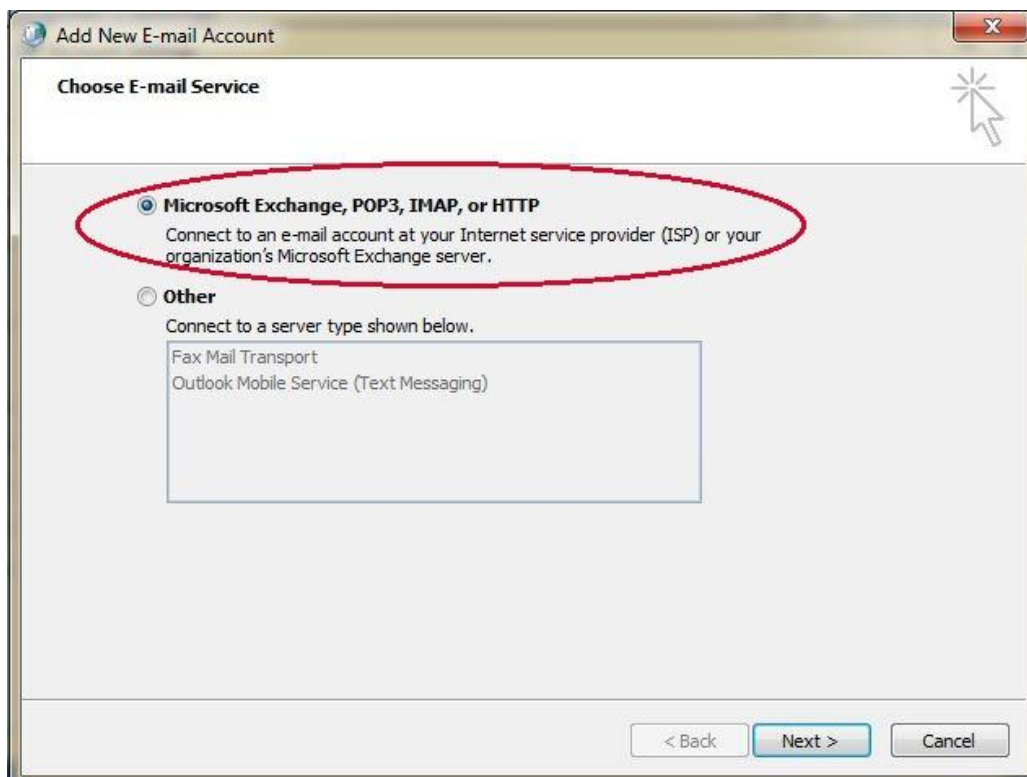 Add New E-mail Account
Choose E-mail Service
Microsoft Exchange, POP3, IMAP, or HTTP
Connect to an e-mail account at your Internet service provider (ISP) or your
organization's Microsoft Exchange server.
Other
Connect to a server type shown below.
Fax Mail Transport
Outlook Mobile Service (Text Messaging)
< Back
Next >
Cancel